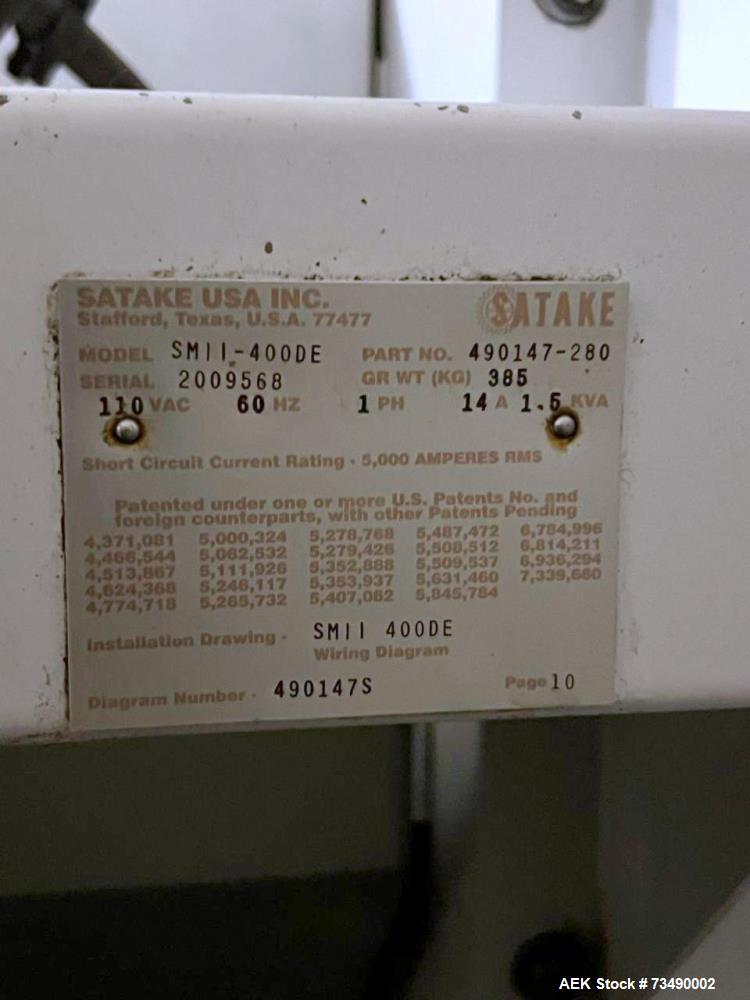 SATAKE USA INC.
Stafford, Texas, U.S.A. 77477
SATAKE
MODEL SMII-400DE PART NO. 490147-280
SERIAL 2009568 GR WT (KG) 385
110 VAC 60 HZ 1 PH 14 A 1.5 KVA
Short Circuit Current Rating - 5,000 AMPERES RMS
Patented under one or more U.S. Patents No. and
foreign counterparts, with other Patents Pending
4,371,081 5,000,324 5,278,768 5,487,472 6,784,996
4,466,544 5,062,532 5,279,426 5,508,512 6,814,211
4,513,867 5,111,926 5,352,888 5,509,537 6,936,294
4,624,368 5,246,117 5,353,937 5,631,460 7,339,660
4,774,718 5,265,732 5,407,082 5,845,784
Installation Drawing - SMII 400DE
Wiring Diagram
Diagram Number - 490147S Page 10
AEK Stock # 73490002